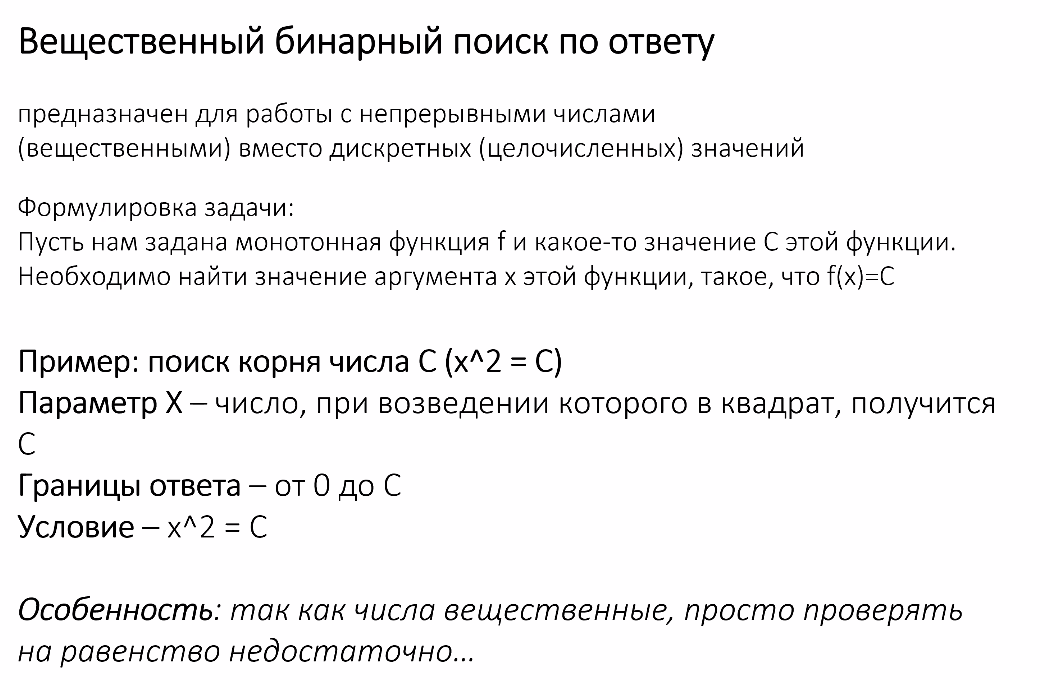 Вещественный бинарный поиск по ответу
предназначен для работы с непрерывными числами
(вещественными) вместо дискретных (целочисленных) значений
Формулировка задачи:
Пусть нам задана монотонная функция f и какое-то значение C этой функции.
Необходимо найти значение аргумента x этой функции, такое, что f(x)=C
Пример: поиск корня числа C (x^2 = C)
Параметр X – число, при возведении которого в квадрат, получится
C
Границы ответа – от 0 до C
Условие – x^2 = C
Особенность: так как числа вещественные, просто проверять
на равенство недостаточно...